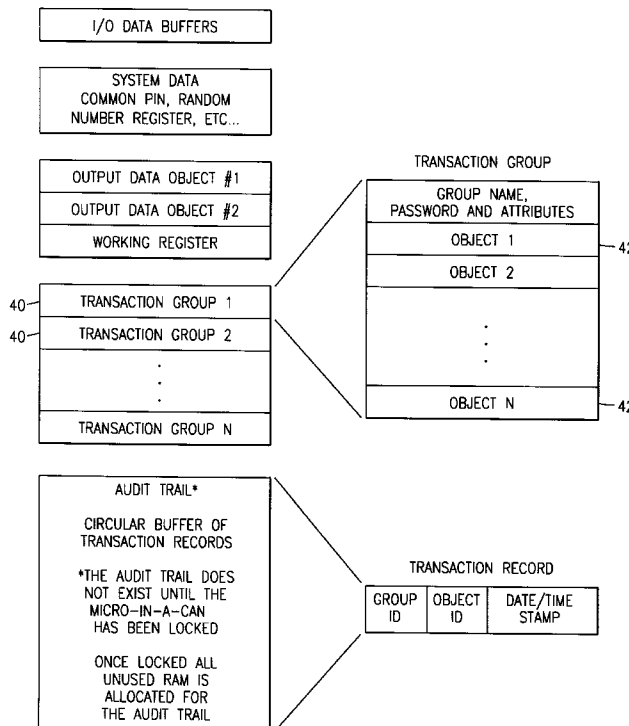 I/O DATA BUFFERS
SYSTEM DATA
COMMON PIN, RANDOM
NUMBER REGISTER, ETC...
OUTPUT DATA OBJECT #1
OUTPUT DATA OBJECT #2
WORKING REGISTER
40
TRANSACTION GROUP 1
40
TRANSACTION GROUP 2
TRANSACTION GROUP N
TRANSACTION GROUP
GROUP NAME,
PASSWORD AND ATTRIBUTES
OBJECT 1
42
OBJECT 2
OBJECT N
42
AUDIT TRAIL*
CIRCULAR BUFFER OF
TRANSACTION RECORDS
*THE AUDIT TRAIL DOES
NOT EXIST UNTIL THE
MICRO-IN-A-CAN
HAS BEEN LOCKED
ONCE LOCKED ALL
UNUSED RAM IS
ALLOCATED FOR
THE AUDIT TRAIL
TRANSACTION RECORD
GROUP
ID
OBJECT
ID
DATE/TIME
STAMP